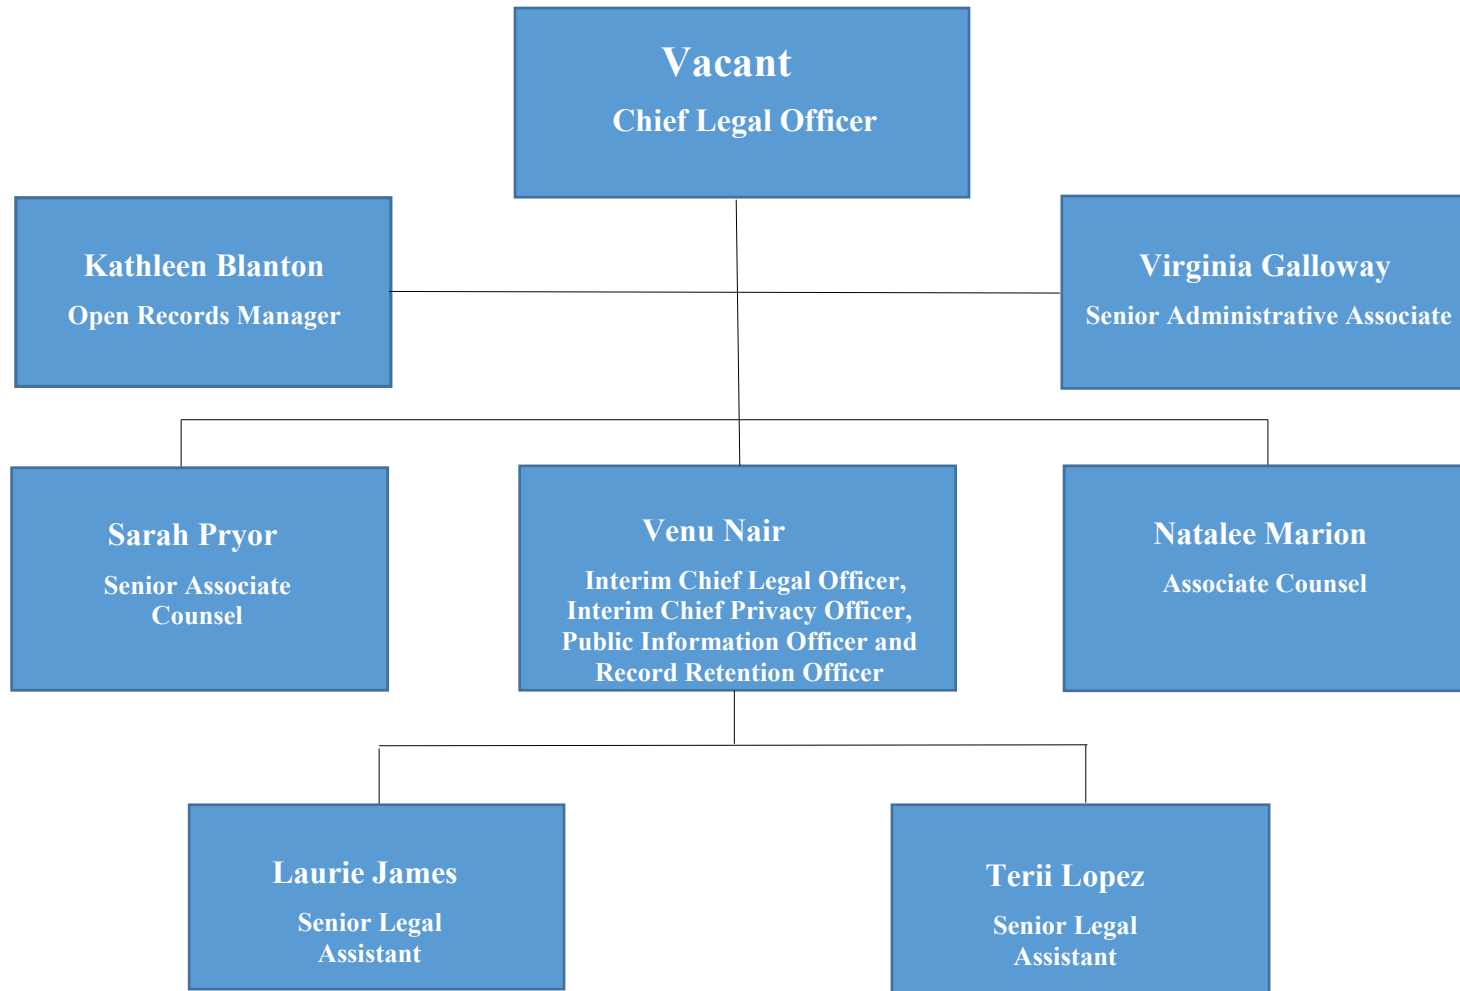 Vacant
Chief Legal Officer
Kathleen Blanton
Open Records Manager
Virginia Galloway
Senior Administrative Associate
Sarah Pryor
Senior Associate
Counsel
Venu Nair
Interim Chief Legal Officer,
Interim Chief Privacy Officer,
Public Information Officer and
Record Retention Officer
Natalee Marion
Associate Counsel
Laurie James
Senior Legal
Assistant
Terii Lopez
Senior Legal
Assistant